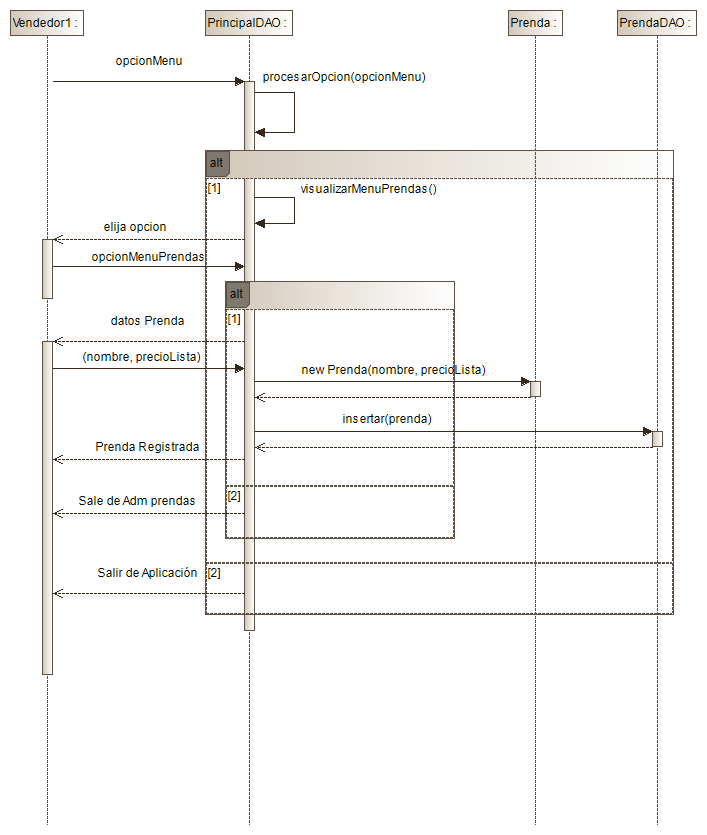 Vendedor1 :
PrincipalDAO :
Prenda :
PrendaDAO :
opcionMenu
procesarOpcion(opcionMenu)
alt
[1]
visualizarMenuPrendas()
elija opcion
opcionMenuPrendas
alt
[1]
datos Prenda
(nombre, precioLista)
new Prenda(nombre, precioLista)
insertar(prenda)
Prenda Registrada
[2]
Sale de Adm prendas
[2]
Salir de Aplicación